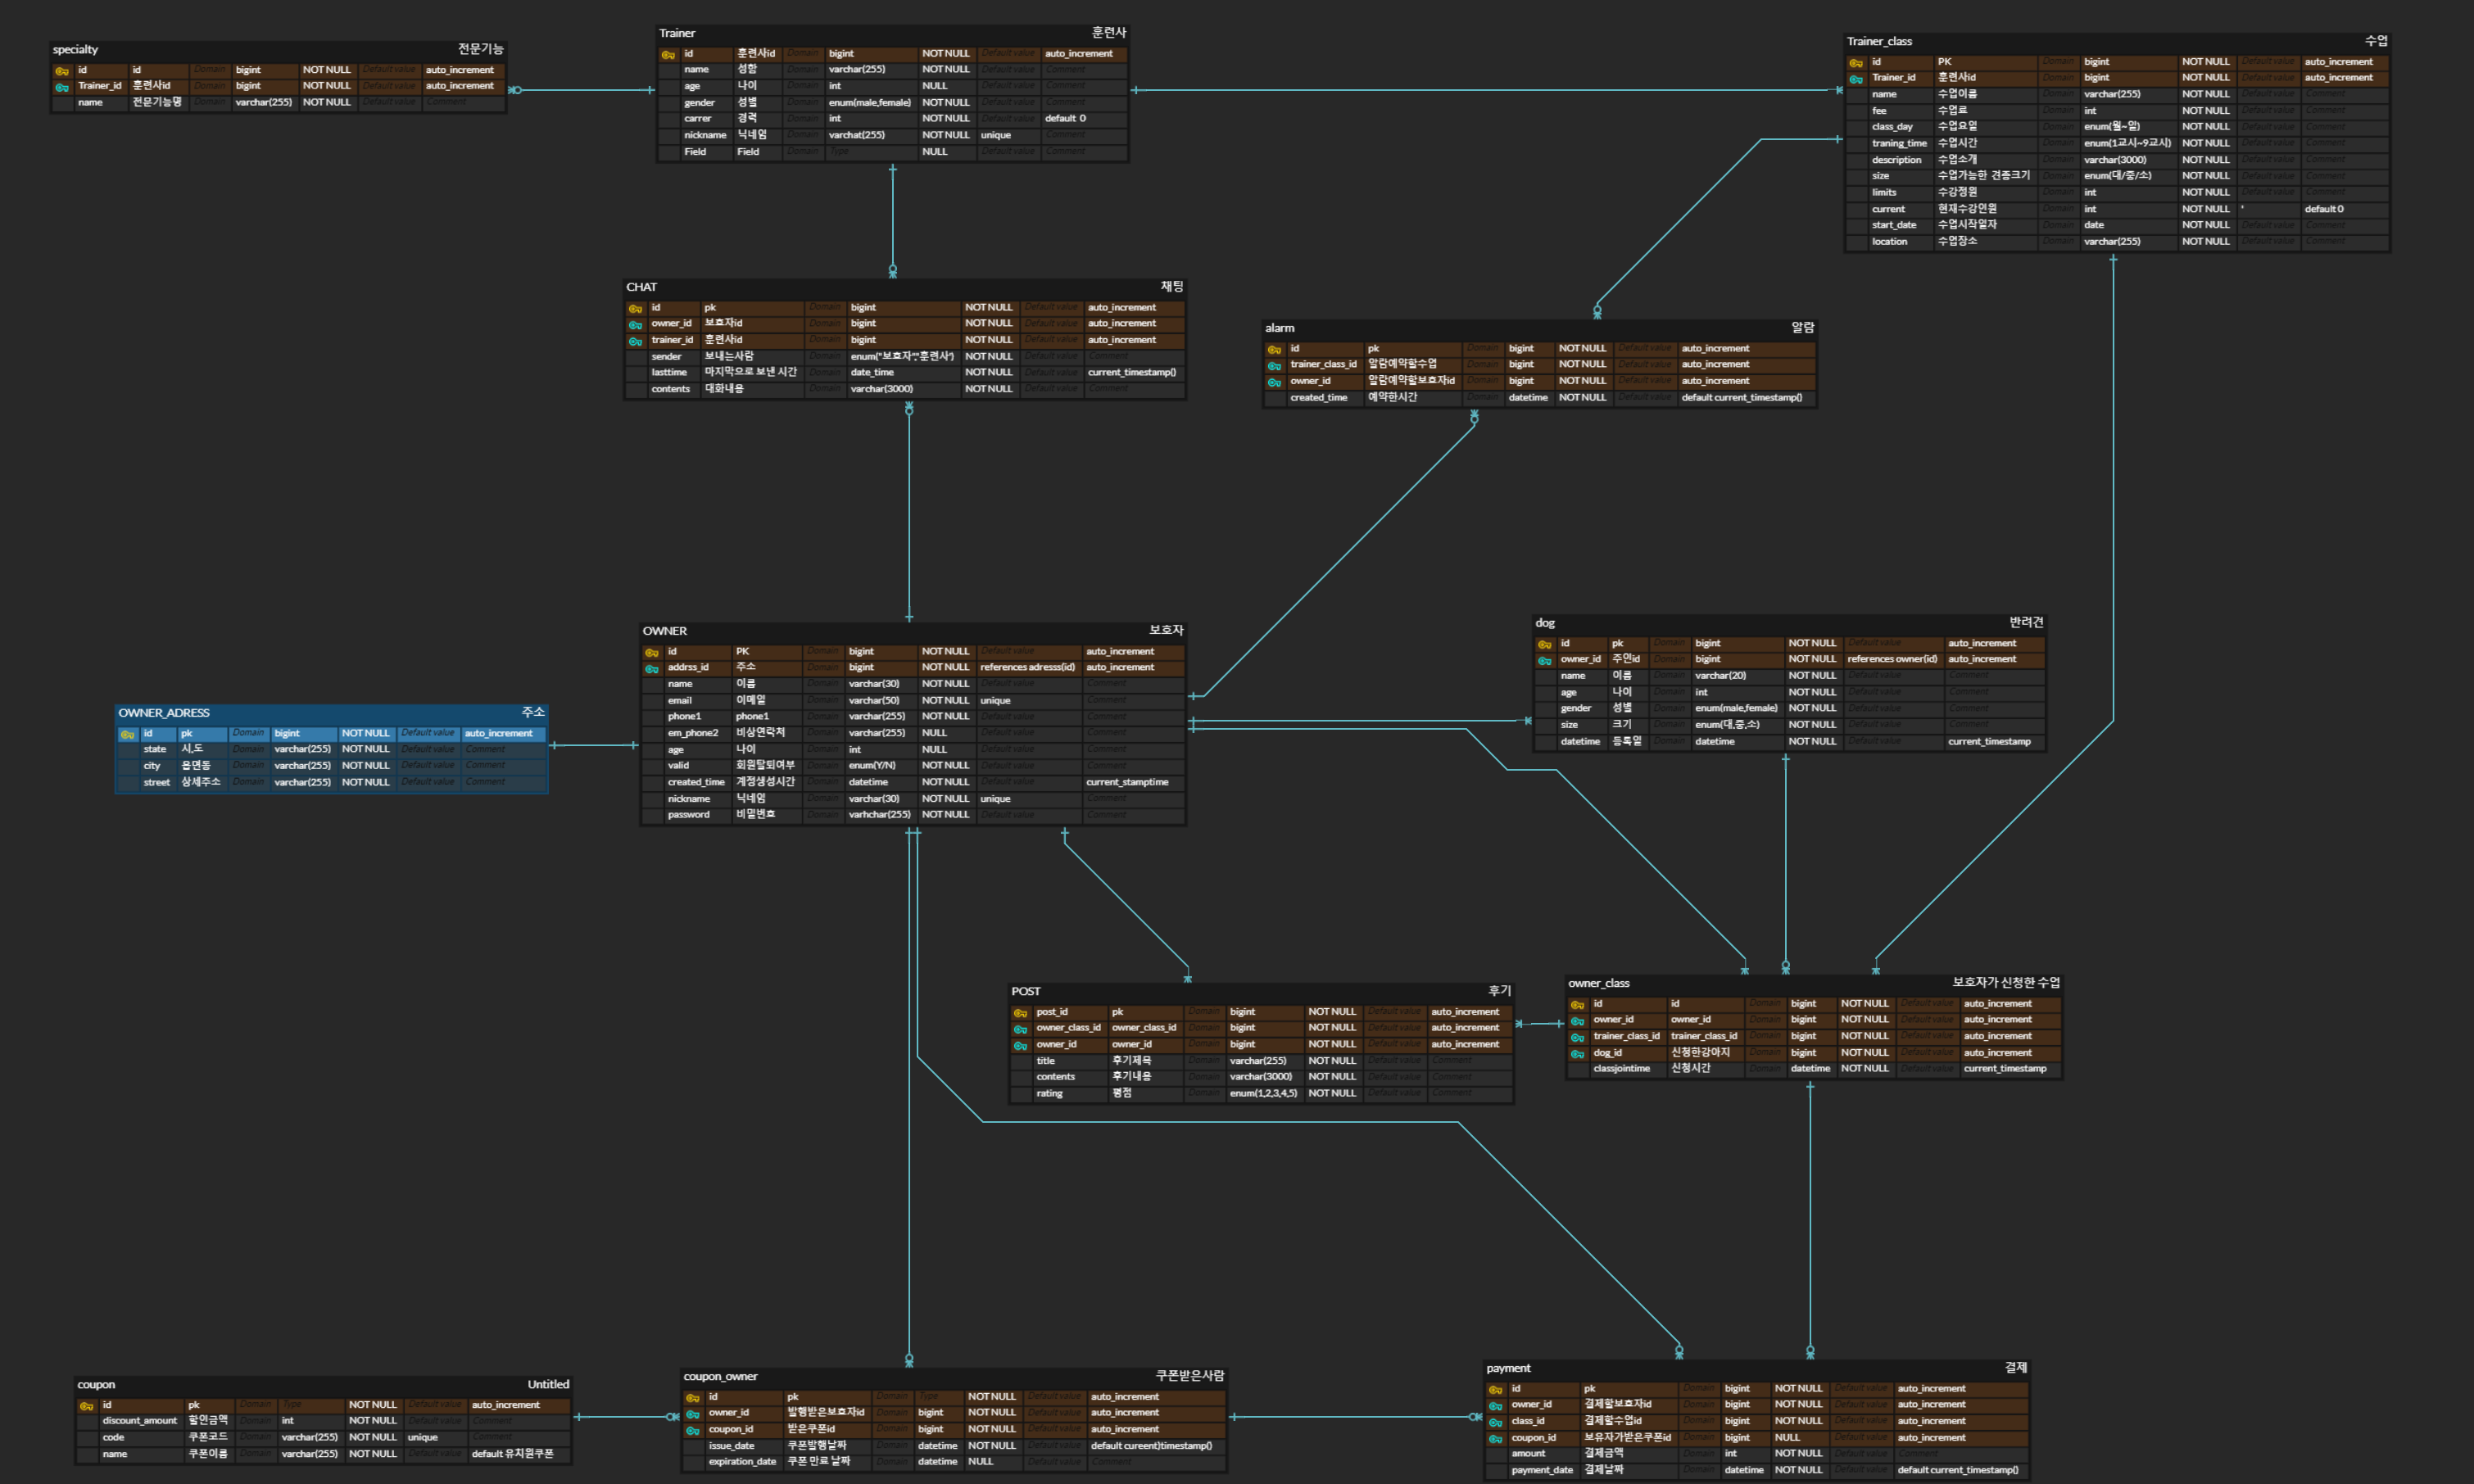 specialty 전문기능
id id Domain bigint NOT NULL Default value auto_increment
Trainer_id 훈련사id Domain bigint NOT NULL Default value auto_increment
name 전문기능명 Domain varchar(255) NOT NULL Default value Comment
Trainer 훈련사
id 훈련사id Domain bigint NOT NULL Default value auto_increment
name 성함 Domain varchar(255) NOT NULL Default value Comment
age 나이 Domain int NULL Default value Comment
gender 성별 Domain enum(male,female) NOT NULL Default value Comment
carrer 경력 Domain int NOT NULL Default value default 0
nickname 닉네임 Domain varchat(255) NOT NULL unique Comment
Field Field Domain Type NULL Default value Comment
Trainer_class 수업
id PK Domain bigint NOT NULL Default value auto_increment
Trainer_id 훈련사id Domain bigint NOT NULL Default value auto_increment
name 수업이름 Domain varchar(255) NOT NULL Default value Comment
fee 수업료 Domain int NOT NULL Default value Comment
class_day 수업요일 Domain enum(월~일) NOT NULL Default value Comment
traning_time 수업시간 Domain enum(1교시~9교시) NOT NULL Default value Comment
description 수업소개 Domain varchar(3000) NOT NULL Default value Comment
size 수업가능한 견종크기 Domain enum(대/중/소) NOT NULL Default value Comment
limits 수강정원 Domain int NOT NULL Default value Comment
current 현재수강인원 Domain int NOT NULL ' default 0
start_date 수업시작일자 Domain date NOT NULL Default value Comment
location 수업장소 Domain varchar(255) NOT NULL Default value Comment
CHAT 채팅
id pk Domain bigint NOT NULL Default value auto_increment
owner_id 보호자id Domain bigint NOT NULL Default value auto_increment
trainer_id 훈련사id Domain bigint NOT NULL Default value auto_increment
sender 보내는사람 Domain enum("보호자","훈련사") NOT NULL Default value Comment
lasttime 마지막으로 보낸 시간 Domain date_time NOT NULL Default value current_timestamp()
contents 대화내용 Domain varchar(3000) NOT NULL Default value Comment
alarm 알람
id pk Domain bigint NOT NULL Default value auto_increment
trainer_class_id 알람예약할수업 Domain bigint NOT NULL Default value auto_increment
owner_id 알람예약할보호자id Domain bigint NOT NULL Default value auto_increment
created_time 예약한시간 Domain datetime NOT NULL Default value default current_timestamp()
OWNER 보호자
id PK Domain bigint NOT NULL Default value auto_increment
addrss_id 주소 Domain bigint NOT NULL references adresss(id) auto_increment
name 이름 Domain varchar(30) NOT NULL Default value Comment
email 이메일 Domain varchar(50) NOT NULL unique Comment
phone1 phone1 Domain varchar(255) NOT NULL Default value Comment
em_phone2 비상연락처 Domain varchar(255) NULL Default value Comment
age 나이 Domain int NULL Default value Comment
valid 회원탈퇴여부 Domain enum(Y/N) NOT NULL Default value Comment
created_time 계정생성시간 Domain datetime NOT NULL Default value current_stamptime
nickname 닉네임 Domain varchar(30) NOT NULL unique Comment
password 비밀번호 Domain varhchar(255) NOT NULL Default value Comment
dog 반려견
id pk Domain bigint NOT NULL Default value auto_increment
owner_id 주인id Domain bigint NOT NULL references owner(id) auto_increment
name 이름 Domain varchar(20) NOT NULL Default value Comment
age 나이 Domain int NOT NULL Default value Comment
gender 성별 Domain enum(male,female) NOT NULL Default value Comment
size 크기 Domain enum(대,중,소) NOT NULL Default value Comment
datetime 등록일 Domain datetime NOT NULL Default value current_timestamp
OWNER_ADRESS 주소
id pk Domain bigint NOT NULL Default value auto_increment
state 시,도 Domain varchar(255) NOT NULL Default value Comment
city 읍면동 Domain varchar(255) NOT NULL Default value Comment
street 상세주소 Domain varchar(255) NOT NULL Default value Comment
POST 후기
post_id pk Domain bigint NOT NULL Default value auto_increment
owner_class_id owner_class_id Domain bigint NOT NULL Default value auto_increment
owner_id owner_id Domain bigint NOT NULL Default value auto_increment
title 후기제목 Domain varchar(255) NOT NULL Default value Comment
contents 후기내용 Domain varchar(3000) NOT NULL Default value Comment
rating 평점 Domain enum(1,2,3,4,5) NOT NULL Default value Comment
owner_class 보호자가 신청한 수업
id id Domain bigint NOT NULL Default value auto_increment
owner_id owner_id Domain bigint NOT NULL Default value auto_increment
trainer_class_id trainer_class_id Domain bigint NOT NULL Default value auto_increment
dog_id 신청한강아지 Domain bigint NOT NULL Default value auto_increment
classjointime 신청시간 Domain datetime NOT NULL Default value current_timestamp
coupon Untitled
id pk Domain Type NOT NULL Default value auto_increment
discount_amount 할인금액 Domain int NOT NULL Default value Comment
code 쿠폰코드 Domain varchar(255) NOT NULL unique Comment
name 쿠폰이름 Domain varchar(255) NOT NULL Default value default 유치원쿠폰
coupon_owner 쿠폰받은사람
id pk Domain Type NOT NULL Default value auto_increment
owner_id 발행받은보호자id Domain bigint NOT NULL Default value auto_increment
coupon_id 받은쿠폰id Domain bigint NOT NULL Default value auto_increment
issue_date 쿠폰발행날짜 Domain datetime NOT NULL Default value default cureent)timestamp()
expiration_date 쿠폰 만료 날짜 Domain datetime NULL Default value Comment
payment 결제
id pk Domain bigint NOT NULL Default value auto_increment
owner_id 결제할보호자id Domain bigint NOT NULL Default value auto_increment
class_id 결제할수업id Domain bigint NOT NULL Default value auto_increment
coupon_id 보유자가받은쿠폰id Domain bigint NULL Default value auto_increment
amount 결제금액 Domain int NOT NULL Default value Comment
payment_date 결제날짜 Domain datetime NOT NULL Default value default current_timestamp()